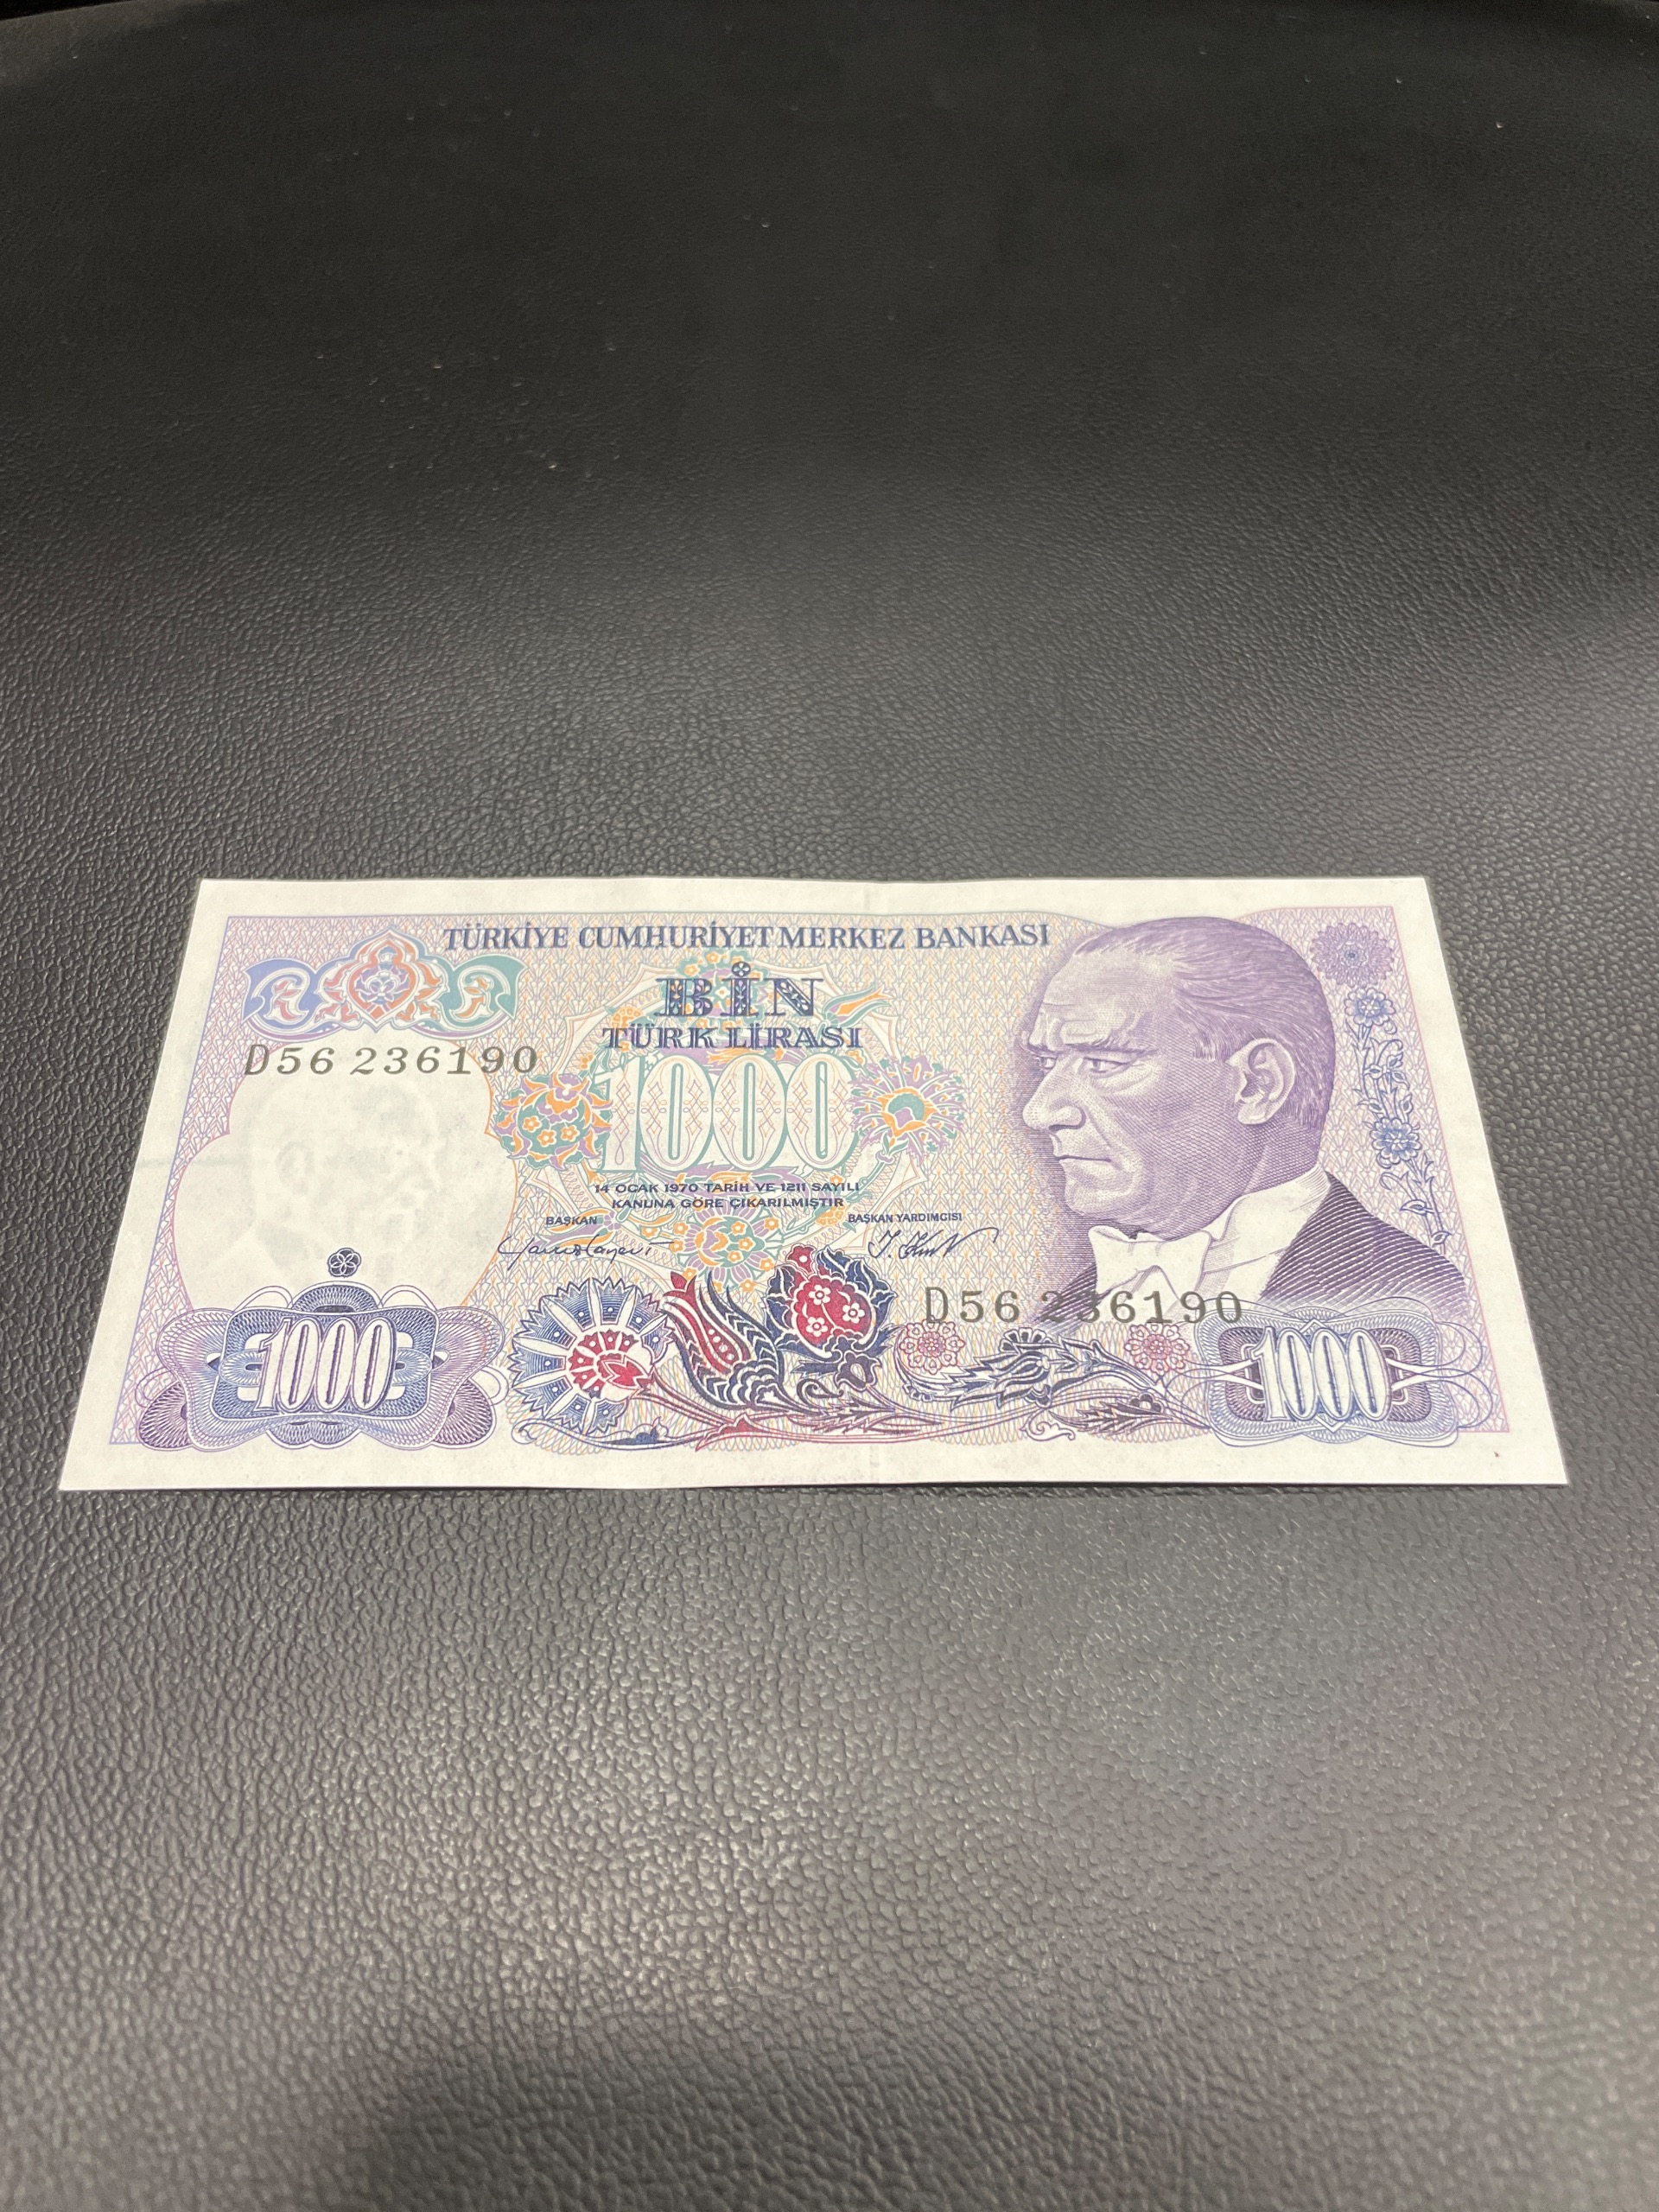 TÜRKİYE CUMHURİYET MERKEZ BANKASI
BİN
TÜRK LİRASI
D56 236190
1000
14 OCAK 1970 TARİH VE 1211 SAYILI
KANUNA GÖRE ÇIKARILMIŞTIR
BAŞKAN
BAŞKAN YARDIMCISI
D56 236190
1000
1000